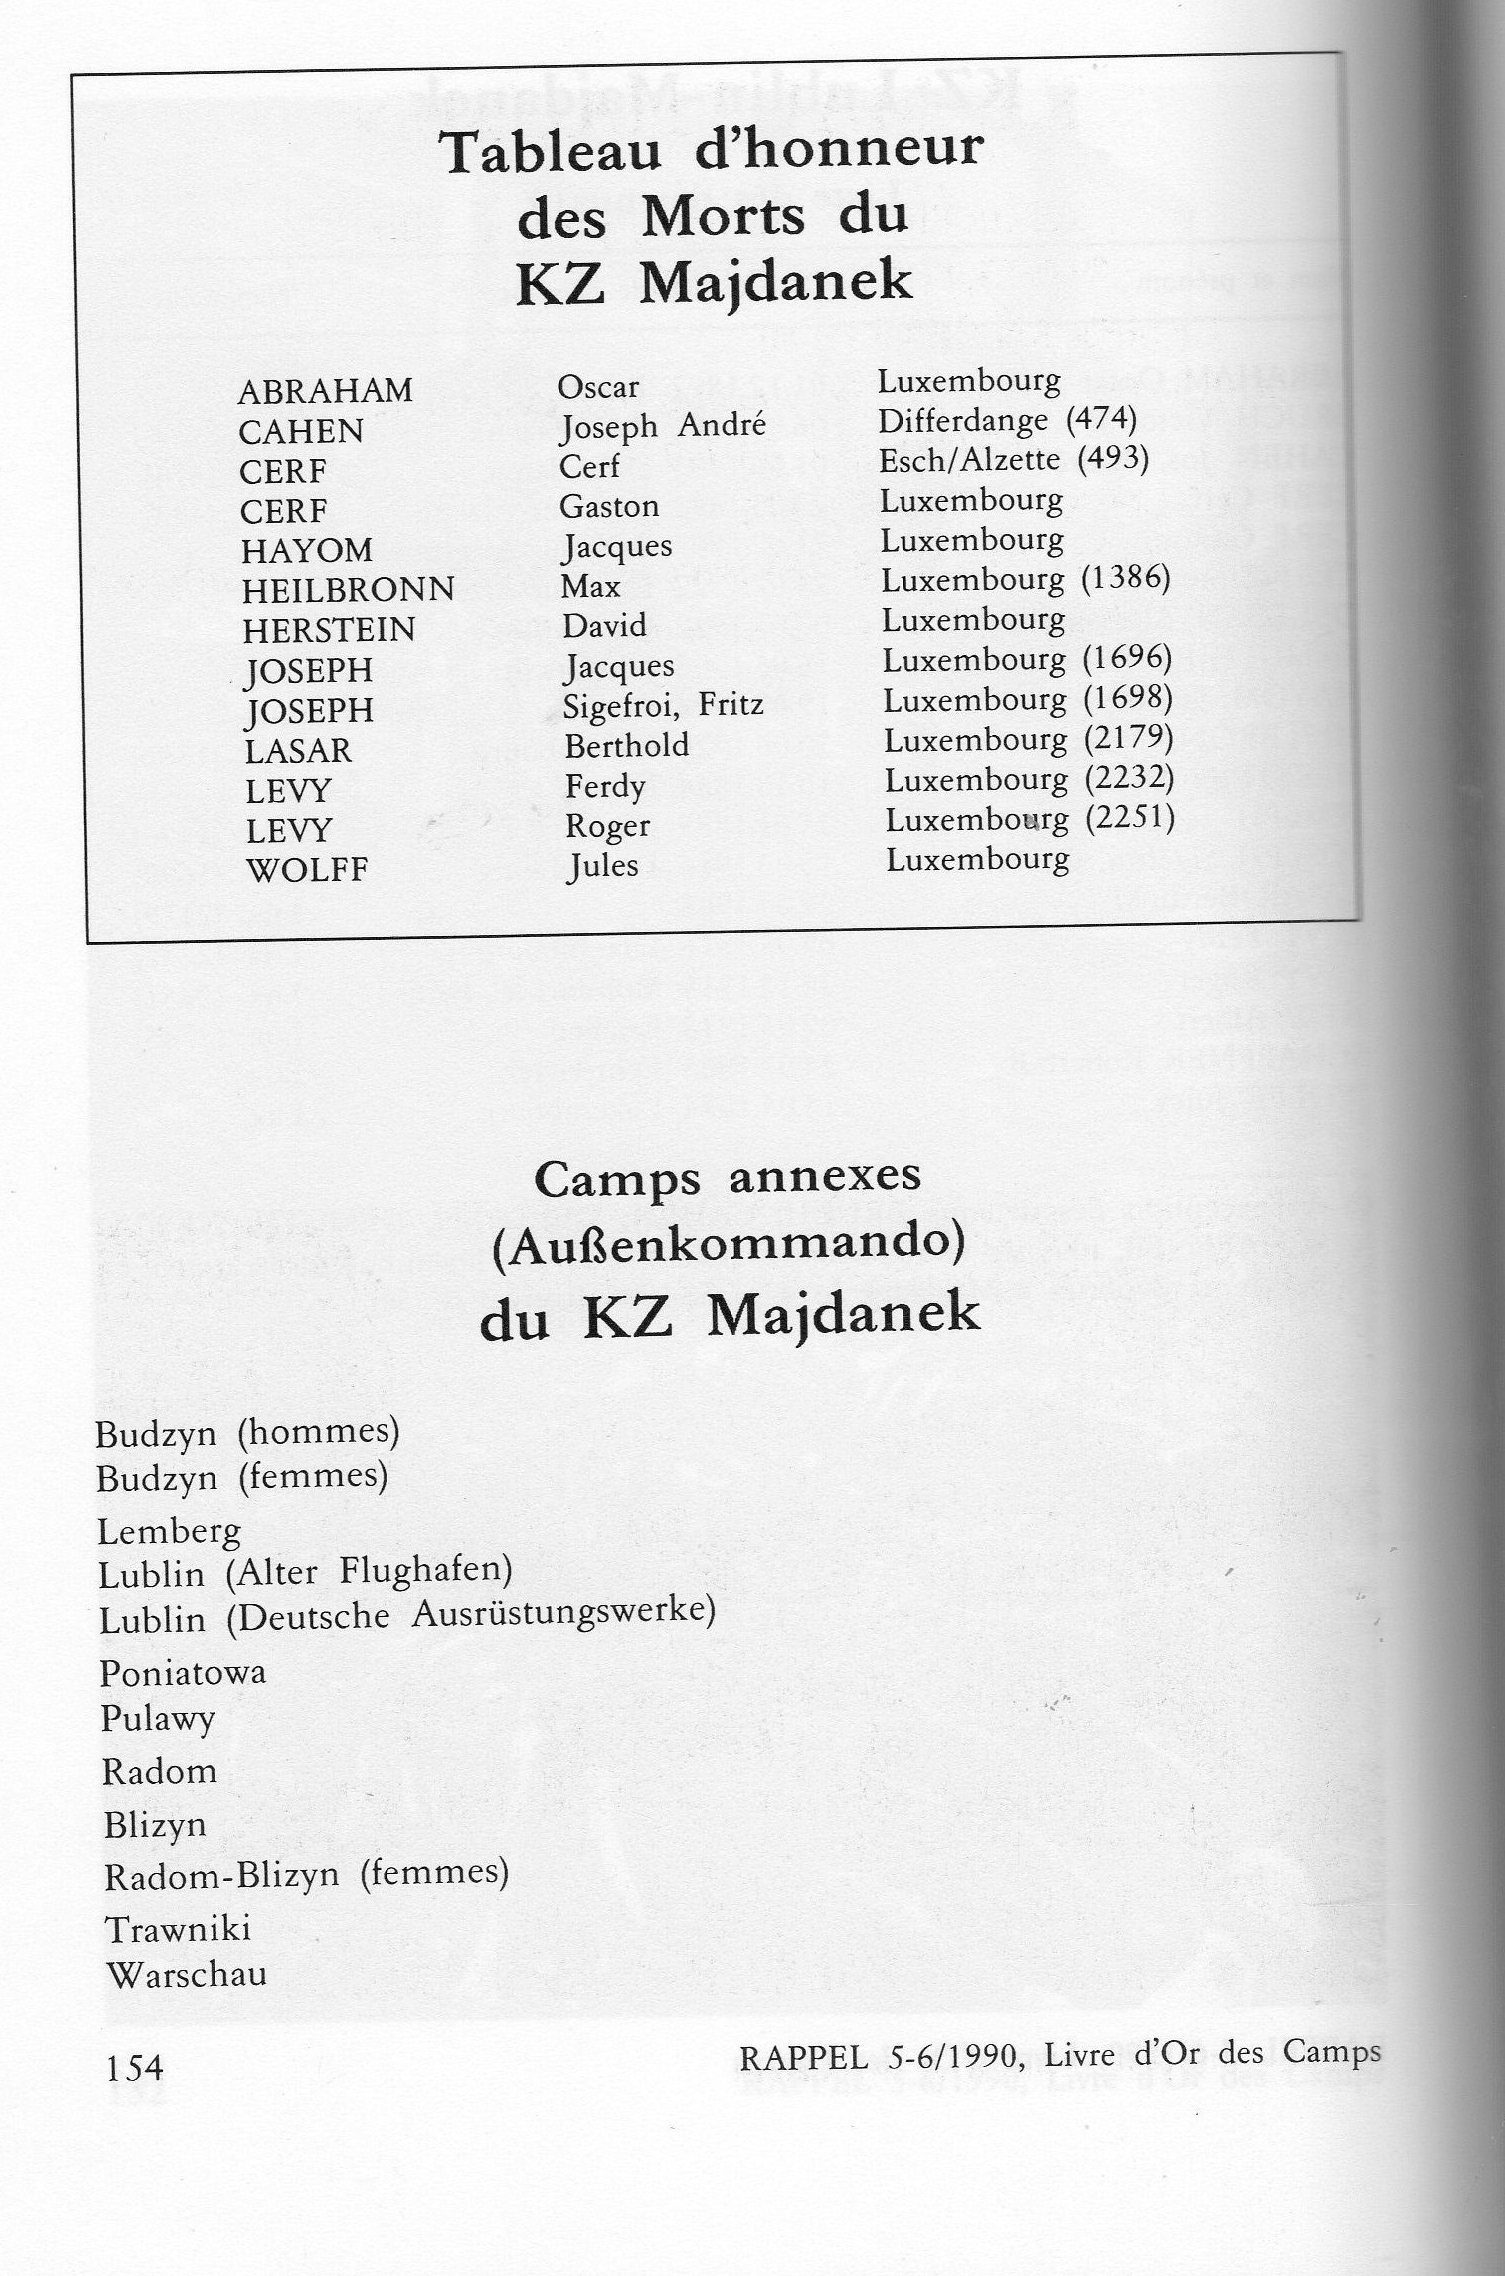 Tableau d'honneur
des Morts du
KZ Majdanek
ABRAHAM Oscar Luxembourg
CAHEN Joseph André Differdange (474)
CERF Cerf Esch/Alzette (493)
CERF Gaston Luxembourg
HAYOM Jacques Luxembourg
HEILBRONN Max Luxembourg (1386)
HERSTEIN David Luxembourg
JOSEPH Jacques Luxembourg (1696)
JOSEPH Sigefroi, Fritz Luxembourg (1698)
LASAR Berthold Luxembourg (2179)
LEVY Ferdy Luxembourg (2232)
LEVY Roger Luxembourg (2251)
WOLFF Jules Luxembourg
Camps annexes
(Außenkommando)
du KZ Majdanek
Budzyn (hommes)
Budzyn (femmes)
Lemberg
Lublin (Alter Flughafen)
Lublin (Deutsche Ausrüstungswerke)
Poniatowa
Pulawy
Radom
Blizyn
Radom-Blizyn (femmes)
Trawniki
Warschau
154 RAPPEL 5-6/1990, Livre d'Or des Camps